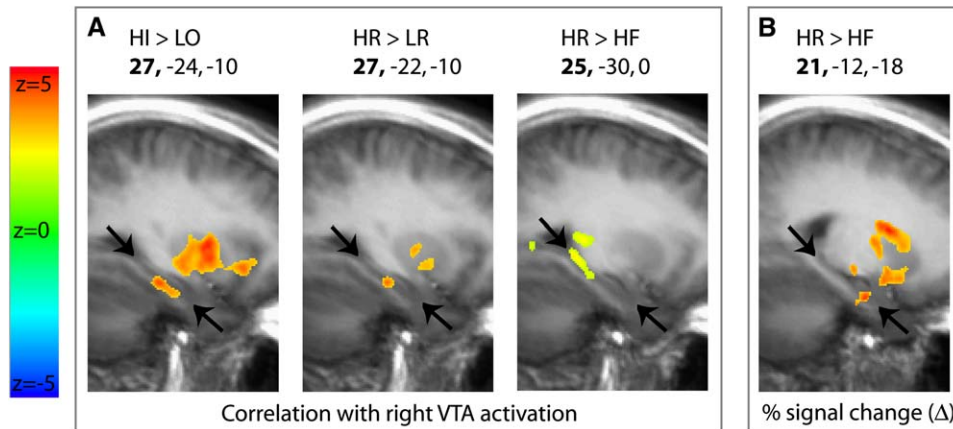 z=5
z=0
z=-5
A
HI > LO
27, -24, -10
HR > LR
27, -22, -10
HR > HF
25, -30, 0
Correlation with right VTA activation
B
HR > HF
21, -12, -18
% signal change (Δ)